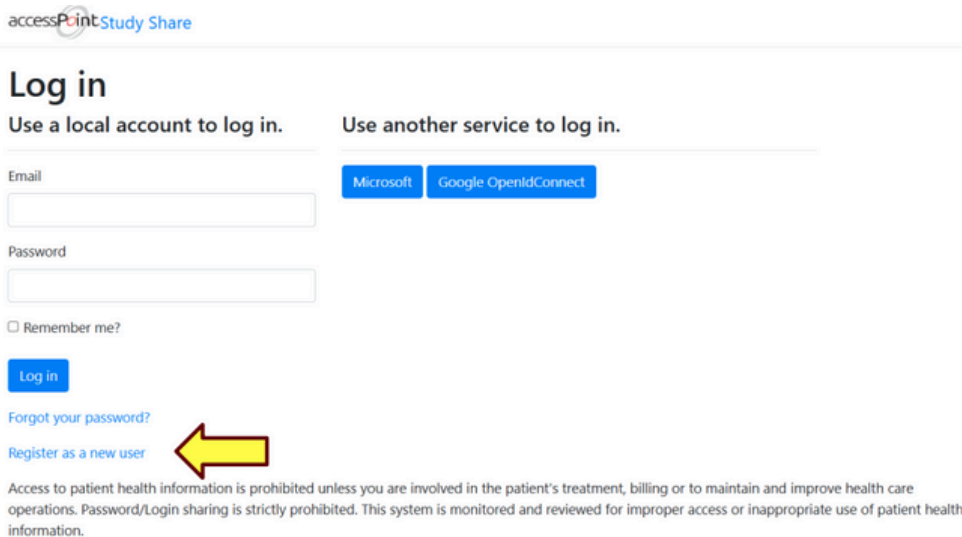 accessPoint Study Share
Log in
Use a local account to log in.
Use another service to log in.
Email
Microsoft
Google OpenIdConnect
Password
Remember me?
Log in
Forgot your password?
Register as a new user
Access to patient health information is prohibited unless you are involved in the patient's treatment, billing or to maintain and improve health care
operations. Password/Login sharing is strictly prohibited. This system is monitored and reviewed for improper access or inappropriate use of patient health
information.